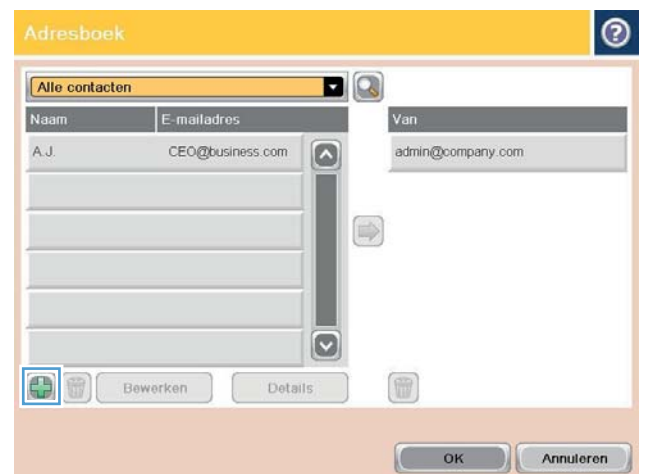 Adresboek
Alle contacten
Naam E-mailadres Van
A.J. CEO@business.com admin@company.com
Bewerken Details
OK Annuleren